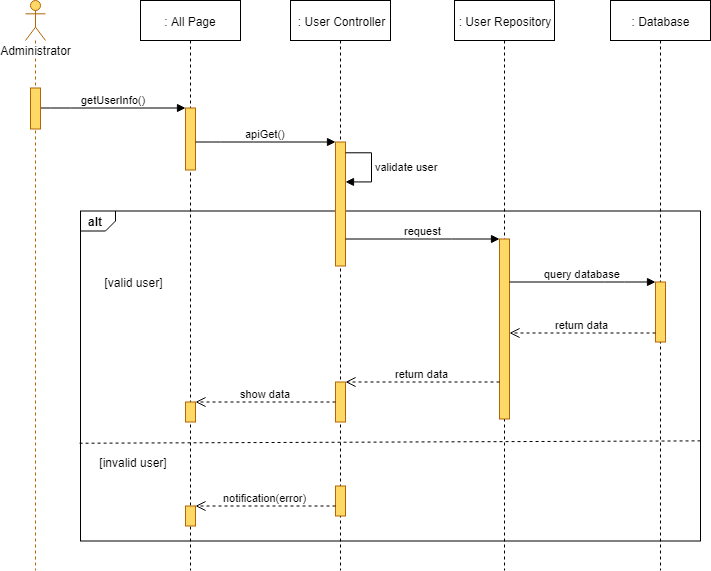 : All Page
: User Controller
: User Repository
: Database
Administrator
getUserInfo()
apiGet()
validate user
alt
request
query database
[valid user]
return data
return data
show data
[invalid user]
notification(error)